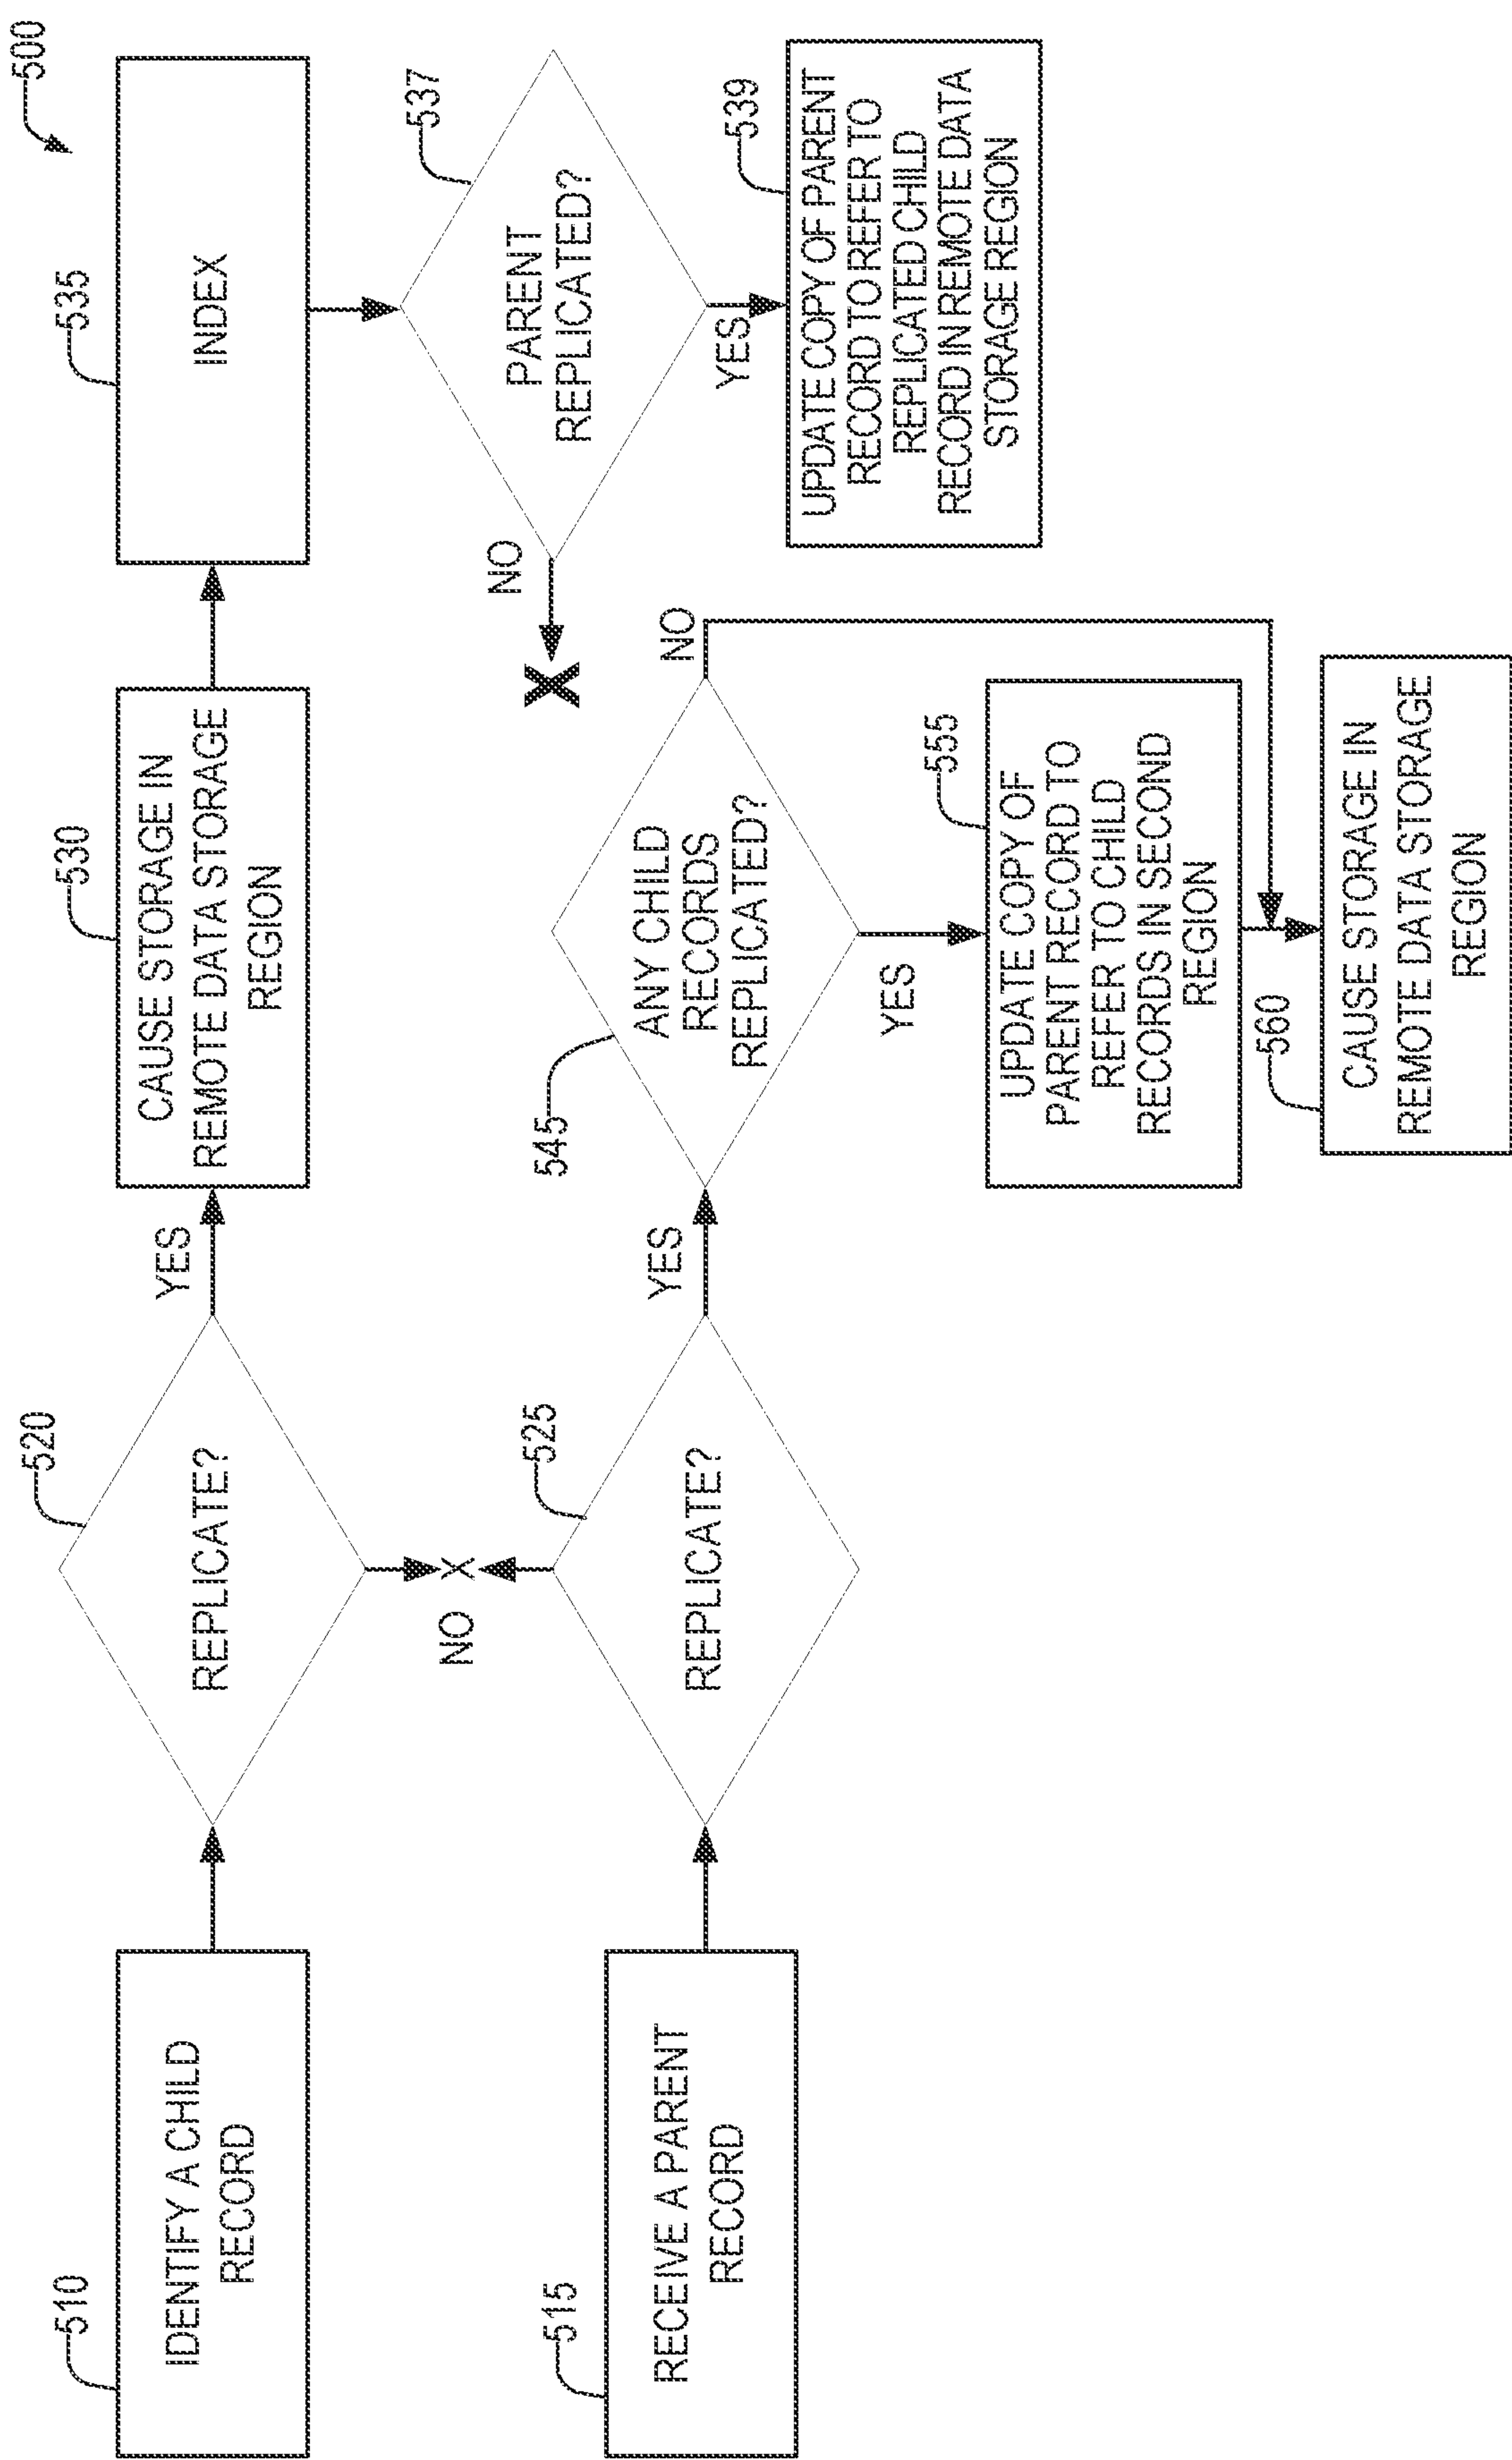 500
510
IDENTIFY A CHILD
RECORD
520
REPLICATE?
YES
530
CAUSE STORAGE IN
REMOTE DATA STORAGE
REGION
535
INDEX
537
PARENT
REPLICATED?
NO
X
YES
539
UPDATE COPY OF PARENT
RECORD TO REFER TO
REPLICATED CHILD
RECORD IN REMOTE DATA
STORAGE REGION
NO
X
515
RECEIVE A PARENT
RECORD
525
REPLICATE?
YES
545
ANY CHILD
RECORDS
REPLICATED?
NO
YES
555
UPDATE COPY OF
PARENT RECORD TO
REFER TO CHILD
RECORDS IN SECOND
REGION
560
CAUSE STORAGE IN
REMOTE DATA STORAGE
REGION